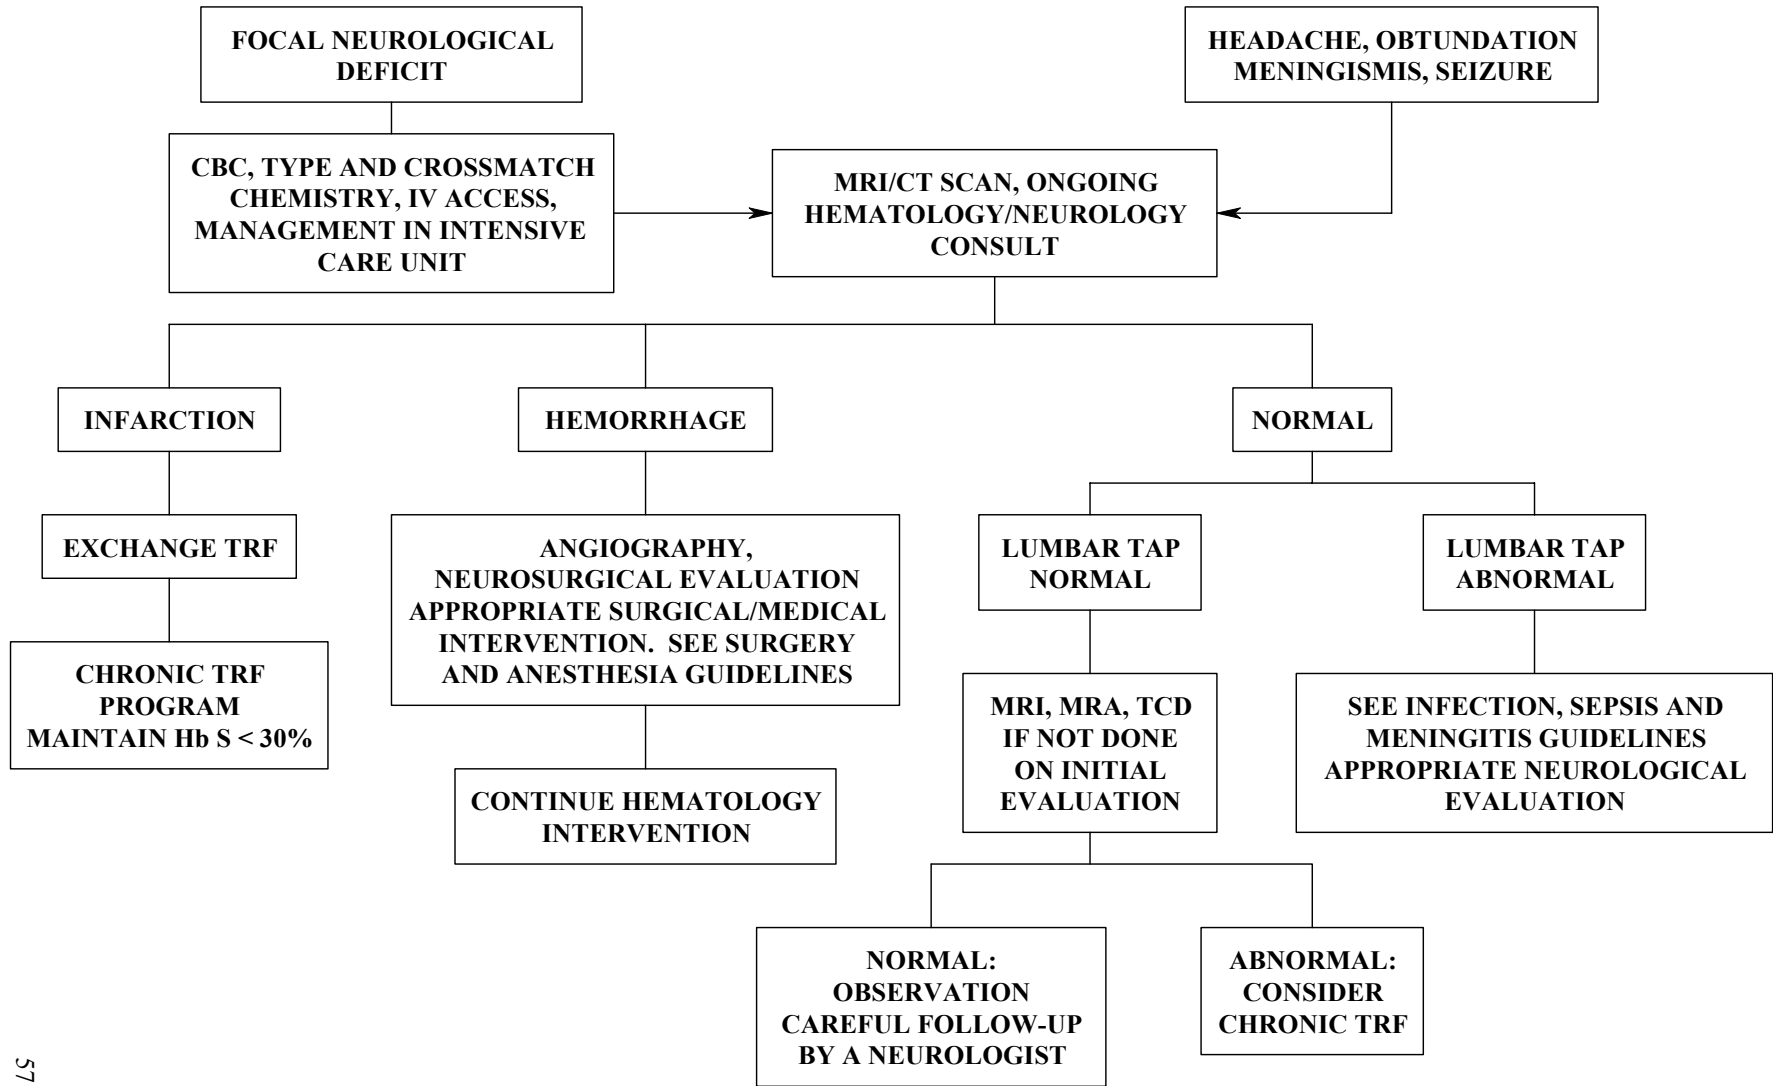 FOCAL NEUROLOGICAL
DEFICIT
HEADACHE, OBTUNDATION
MENINGISMIS, SEIZURE
CBC, TYPE AND CROSSMATCH
CHEMISTRY, IV ACCESS,
MANAGEMENT IN INTENSIVE
CARE UNIT
MRI/CT SCAN, ONGOING
HEMATOLOGY/NEUROLOGY
CONSULT
INFARCTION
HEMORRHAGE
NORMAL
EXCHANGE TRF
ANGIOGRAPHY,
NEUROSURGICAL EVALUATION
APPROPRIATE SURGICAL/MEDICAL
INTERVENTION. SEE SURGERY
AND ANESTHESIA GUIDELINES
LUMBAR TAP
NORMAL
LUMBAR TAP
ABNORMAL
CHRONIC TRF
PROGRAM
MAINTAIN Hb S < 30%
MRI, MRA, TCD
IF NOT DONE
ON INITIAL
EVALUATION
SEE INFECTION, SEPSIS AND
MENINGITIS GUIDELINES
APPROPRIATE NEUROLOGICAL
EVALUATION
CONTINUE HEMATOLOGY
INTERVENTION
NORMAL:
OBSERVATION
CAREFUL FOLLOW-UP
BY A NEUROLOGIST
ABNORMAL:
CONSIDER
CHRONIC TRF
57